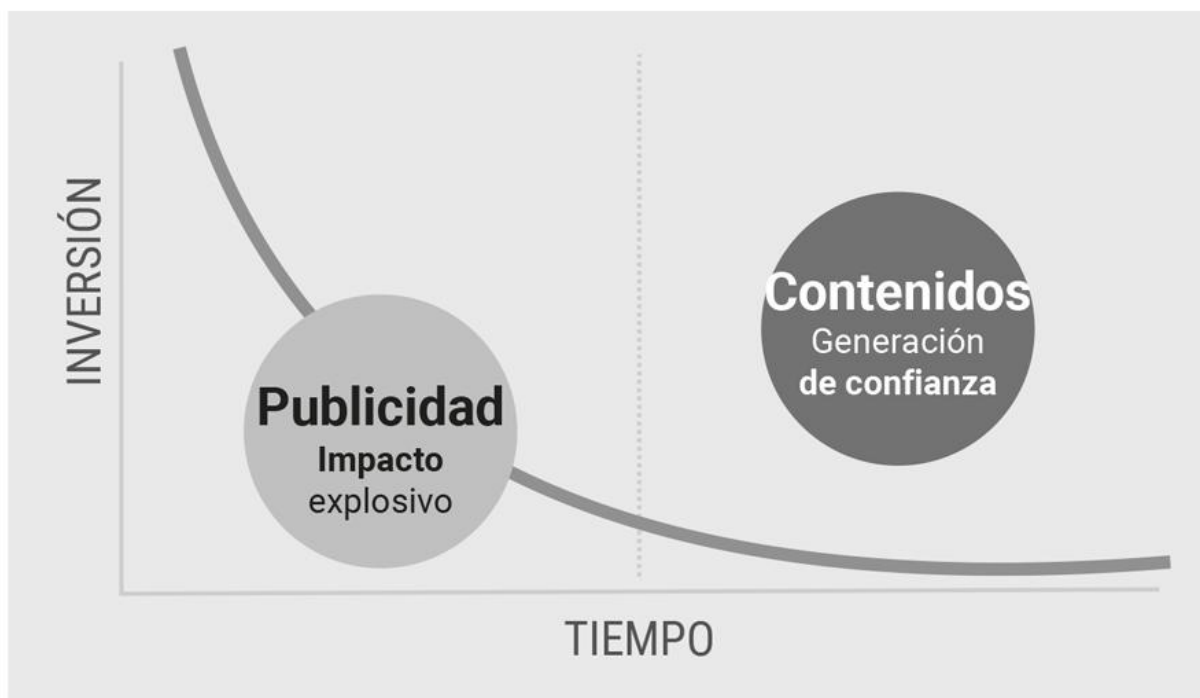 INVERSIÓN
Publicidad
Impacto
explosivo
Contenidos
Generación
de confianza
TIEMPO